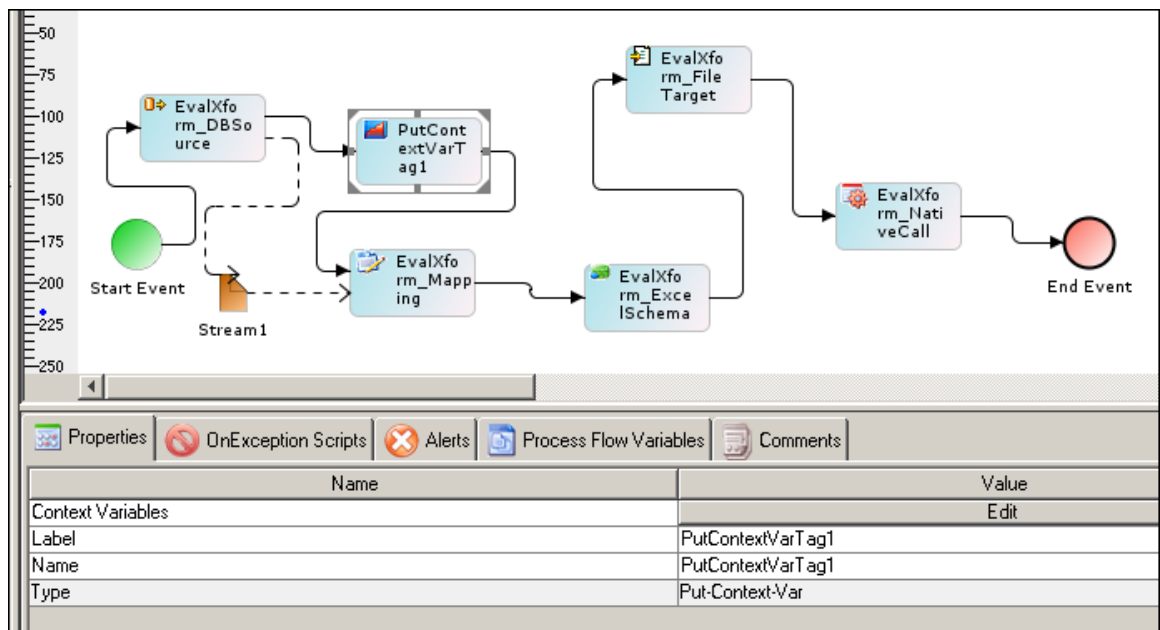 50
75
100
125
150
175
200
225
250
EvalXfo
rm_DBSo
urce
PutCont
extVarT
ag1
EvalXfo
rm_File
Target
EvalXfo
rm_Nati
veCall
Start Event
End Event
EvalXfo
rm_Mapp
ing
EvalXfo
rm_Exce
lSchema
Stream1
Properties OnException Scripts Alerts Process Flow Variables Comments
Name Value
Context Variables Edit
Label PutContextVarTag1
Name PutContextVarTag1
Type Put-Context-Var